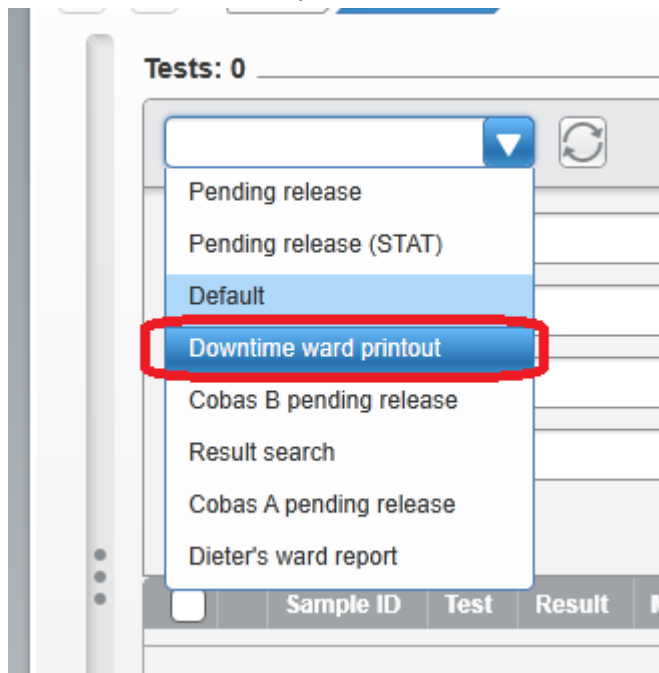 Tests: 0
Pending release
Pending release (STAT)
Default
Downtime ward printout
Cobas B pending release
Result search
Cobas A pending release
Dieter's ward report
Sample ID Test Result